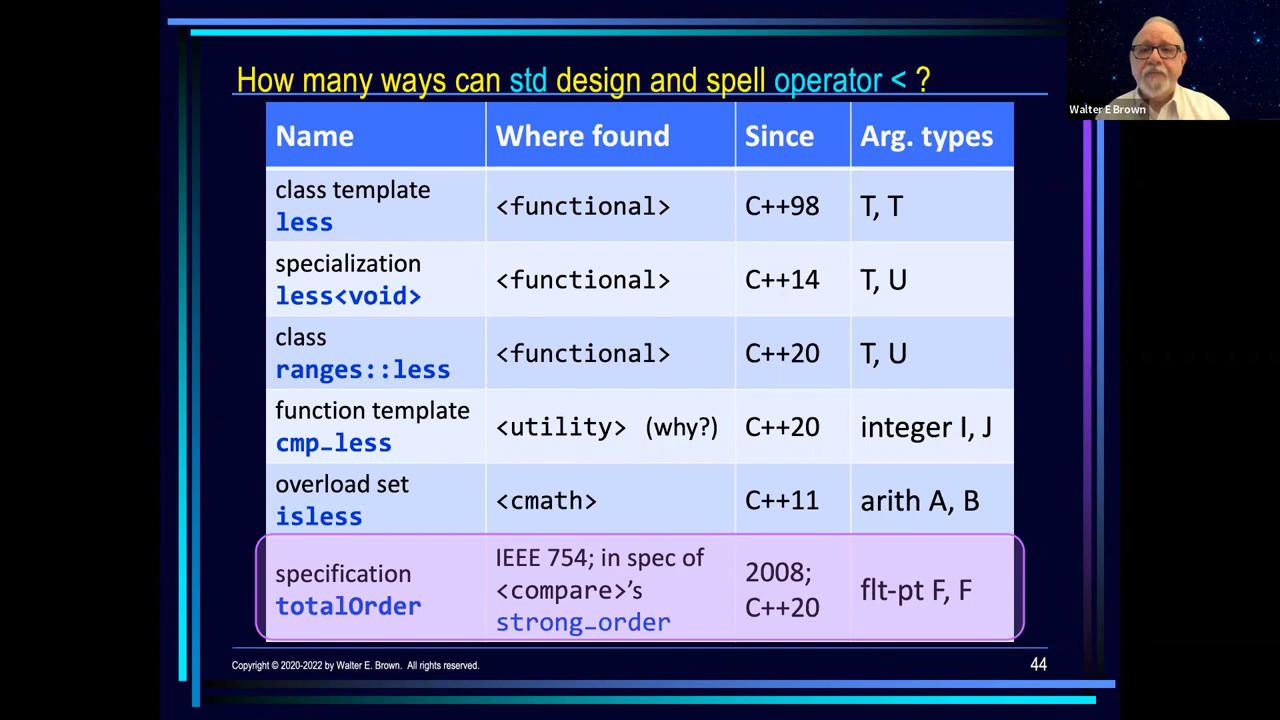 How many ways can std design and spell operator < ?
Walter E Brown
Name Where found Since Arg. types
class template
less
<functional> C++98 T, T
specialization
less<void>
<functional> C++14 T, U
class
ranges::less
<functional> C++20 T, U
function template
cmp_less
<utility> (why?) C++20 integer I, J
overload set
isless
<cmath> C++11 arith A, B
specification
totalOrder
IEEE 754; in spec of
<compare>’s
strong_order
2008;
C++20
flt-pt F, F
Copyright © 2020-2022 by Walter E. Brown. All rights reserved.
44